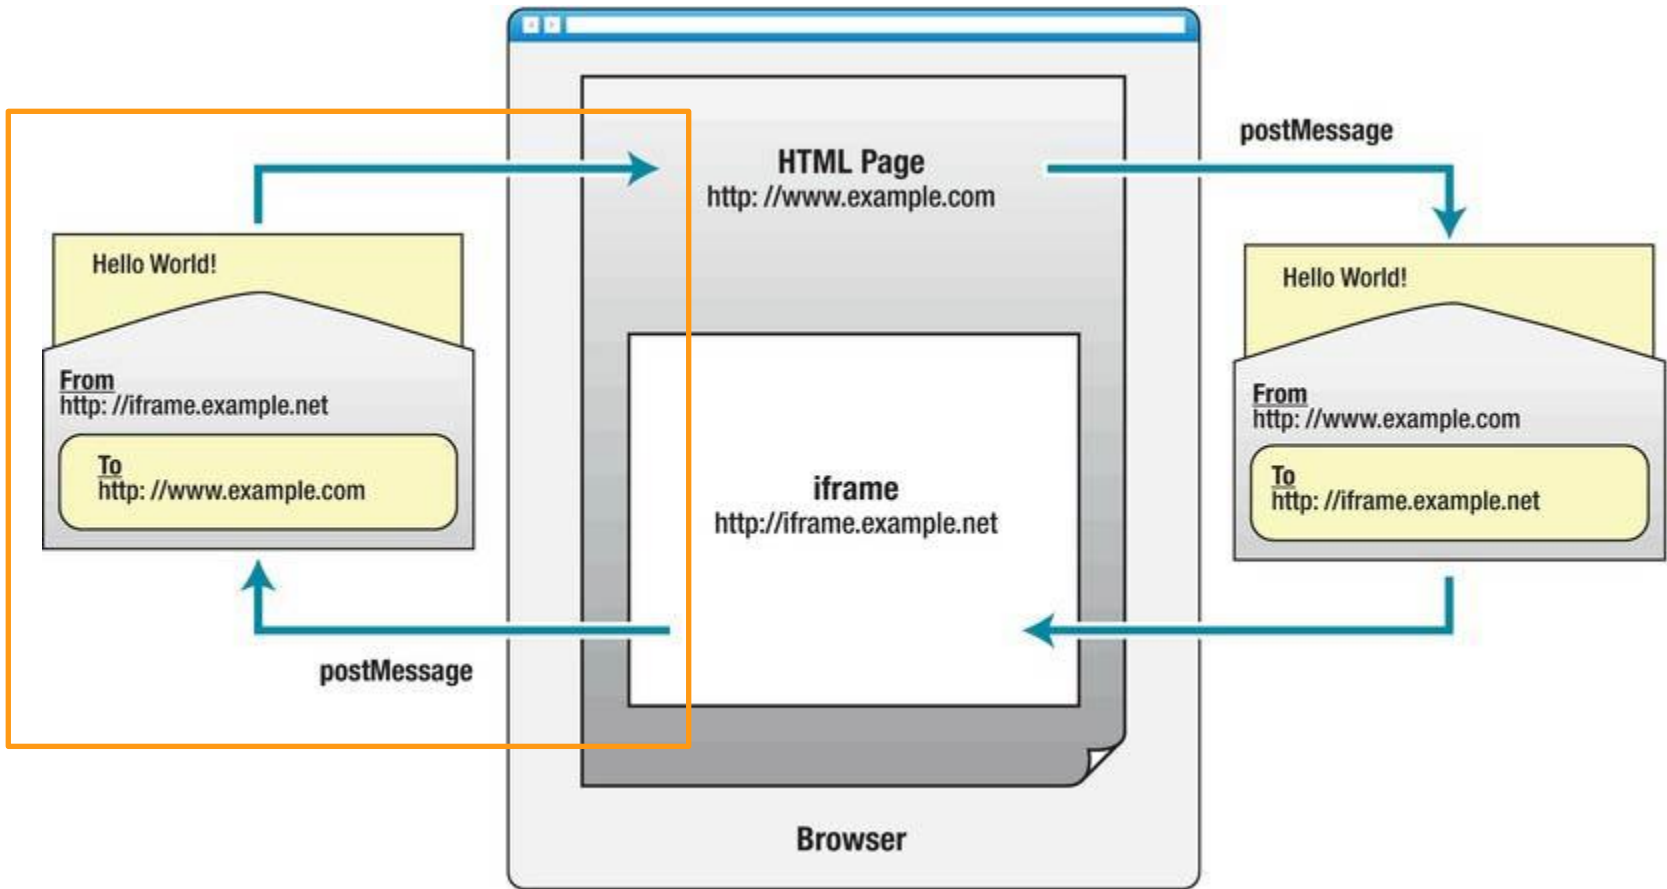 postMessage
HTML Page
http: //www.example.com
Hello World!
From
http: //iframe.example.net
To
http: //www.example.com
postMessage
iframe
http://iframe.example.net
Hello World!
From
http: //www.example.com
To
http: //iframe.example.net
Browser